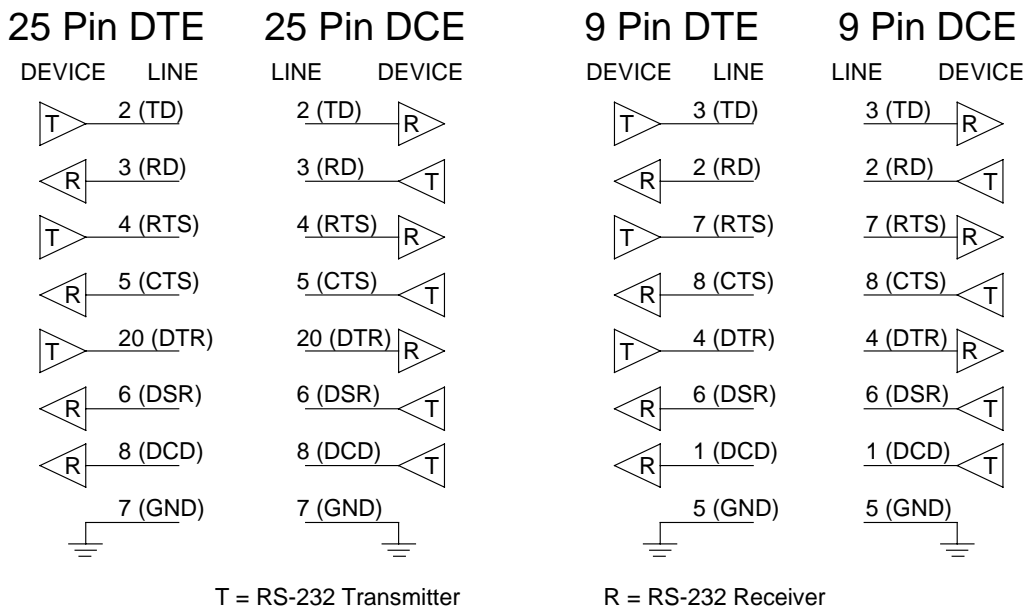 25 Pin DTE 25 Pin DCE 9 Pin DTE 9 Pin DCE
DEVICE LINE LINE DEVICE DEVICE LINE LINE DEVICE
T 2 (TD) 2 (TD) R T 3 (TD) 3 (TD) R
R 3 (RD) 3 (RD) T R 2 (RD) 2 (RD) T
T 4 (RTS) 4 (RTS) R T 7 (RTS) 7 (RTS) R
R 5 (CTS) 5 (CTS) T R 8 (CTS) 8 (CTS) T
T 20 (DTR) 20 (DTR) R T 4 (DTR) 4 (DTR) R
R 6 (DSR) 6 (DSR) T R 6 (DSR) 6 (DSR) T
R 8 (DCD) 8 (DCD) T R 1 (DCD) 1 (DCD) T
7 (GND) 7 (GND) 5 (GND) 5 (GND)
T = RS-232 Transmitter R = RS-232 Receiver